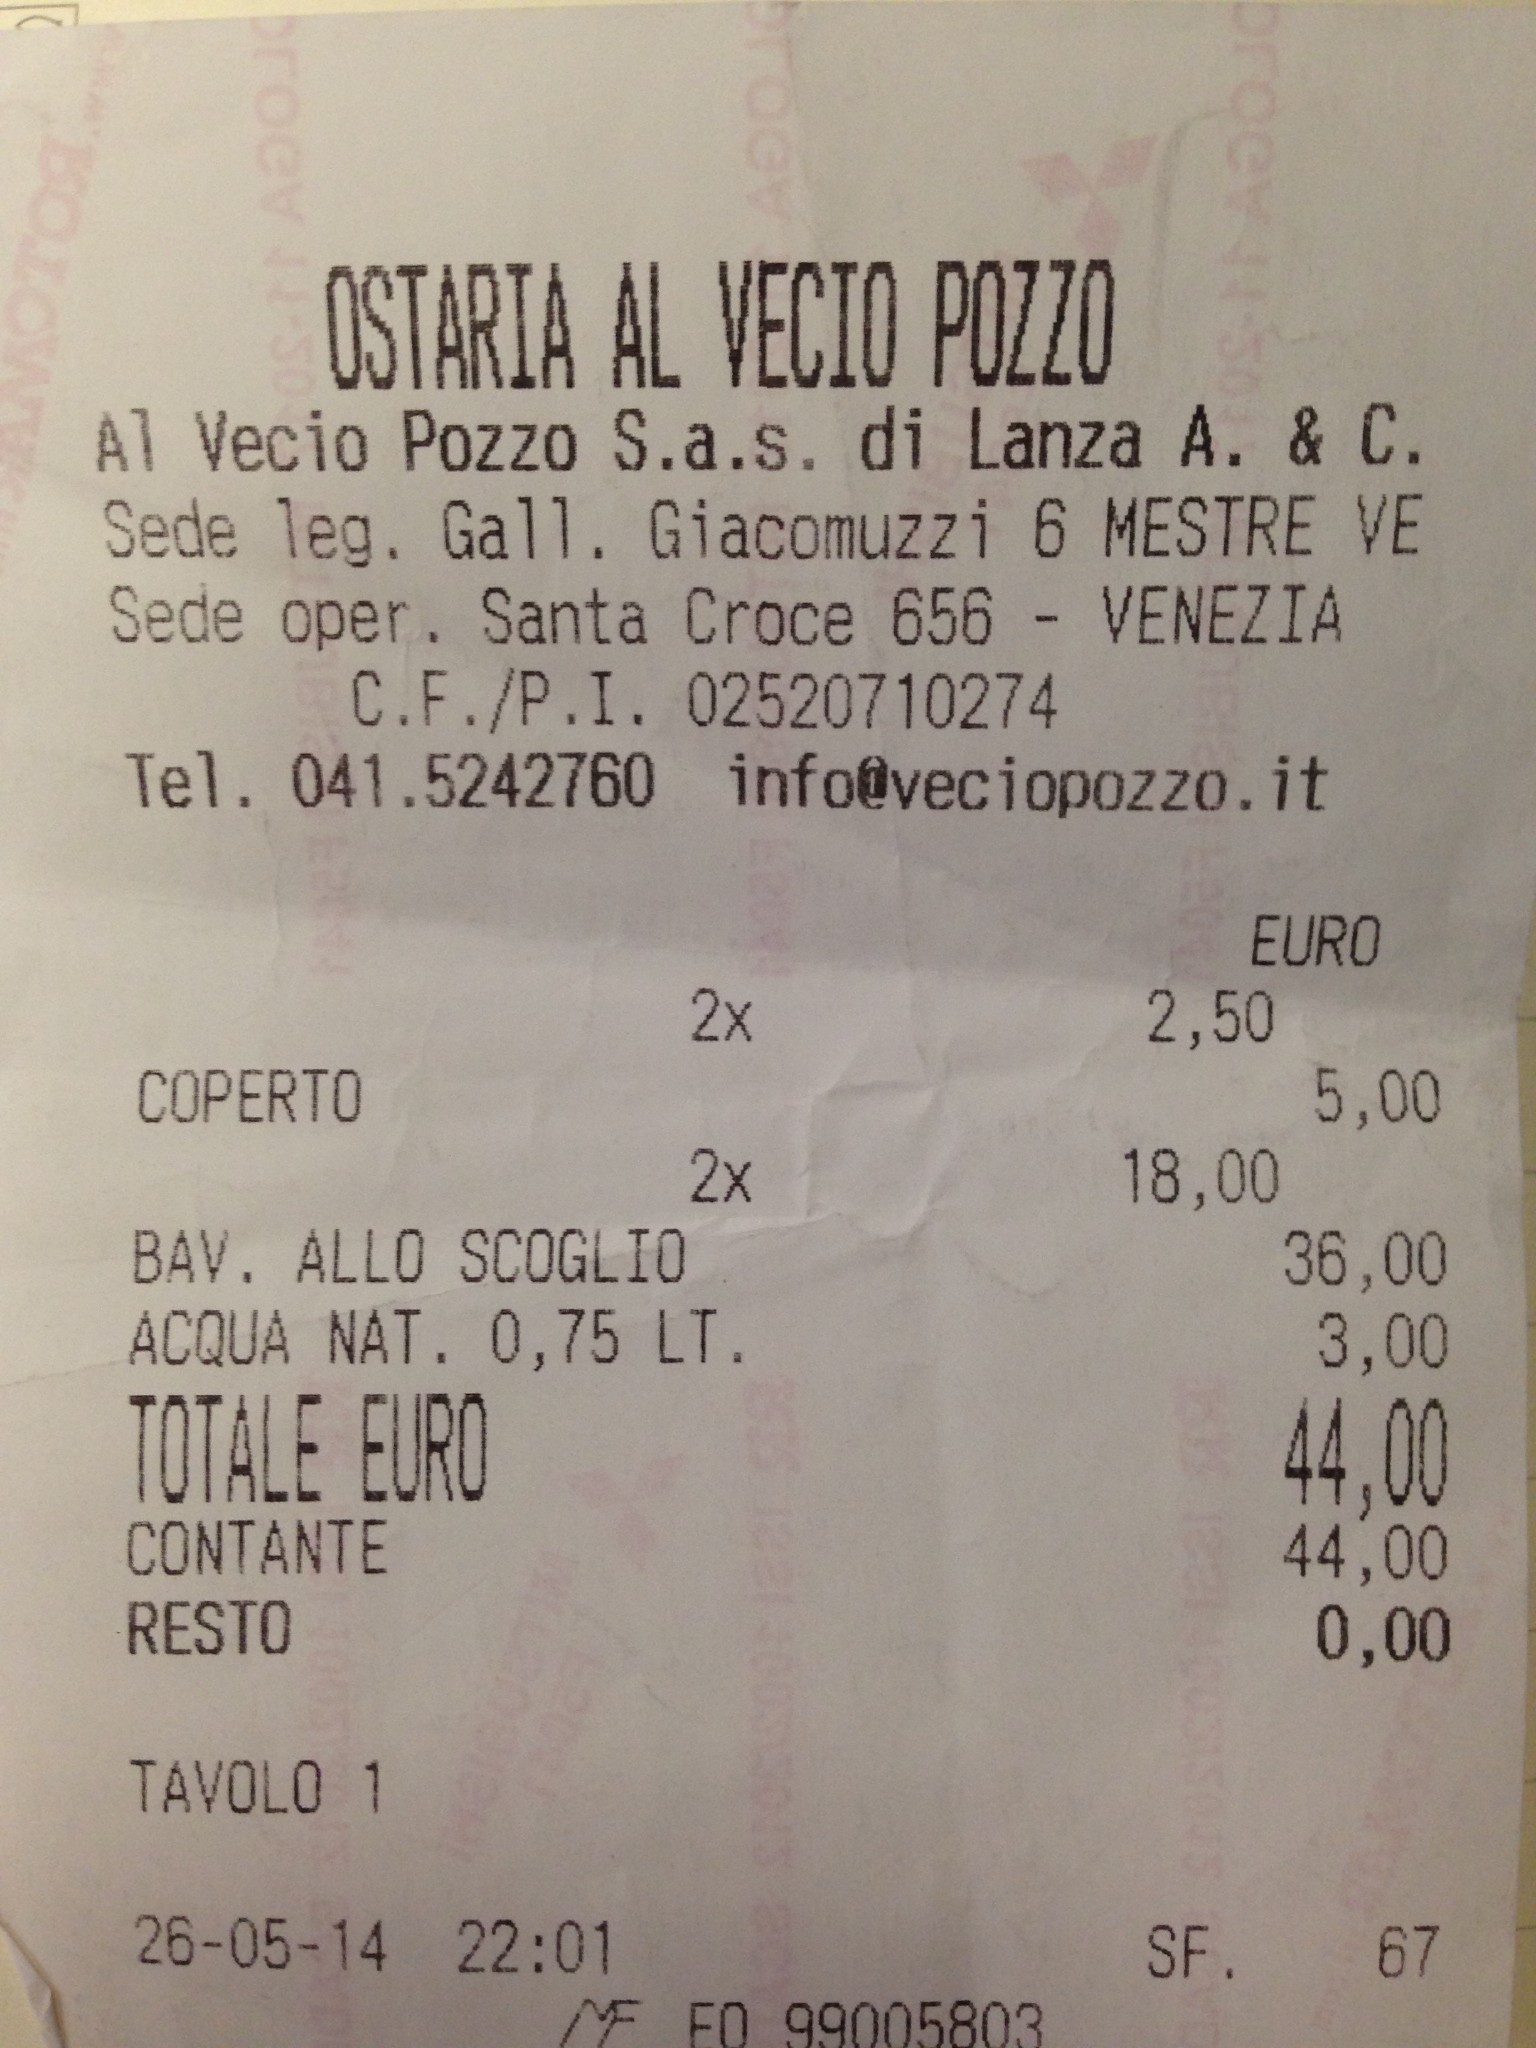 OSTARIA AL VECIO POZZO
Al Vecio Pozzo S.a.s. di Lanza A. & C.
Sede leg. Gall. Giacomuzzi 6 MESTRE VE
Sede oper. Santa Croce 656 - VENEZIA
C.F./P.I. 02520710274
Tel. 041.5242760 info@veciopozzo.it
EURO
2x 2,50
COPERTO 5,00
2x 18,00
BAV. ALLO SCOGLIO 36,00
ACQUA NAT. 0,75 LT. 3,00
TOTALE EURO 44,00
CONTANTE 44,00
RESTO 0,00
TAVOLO 1
26-05-14 22:01 SF. 67
MF EO 99005803